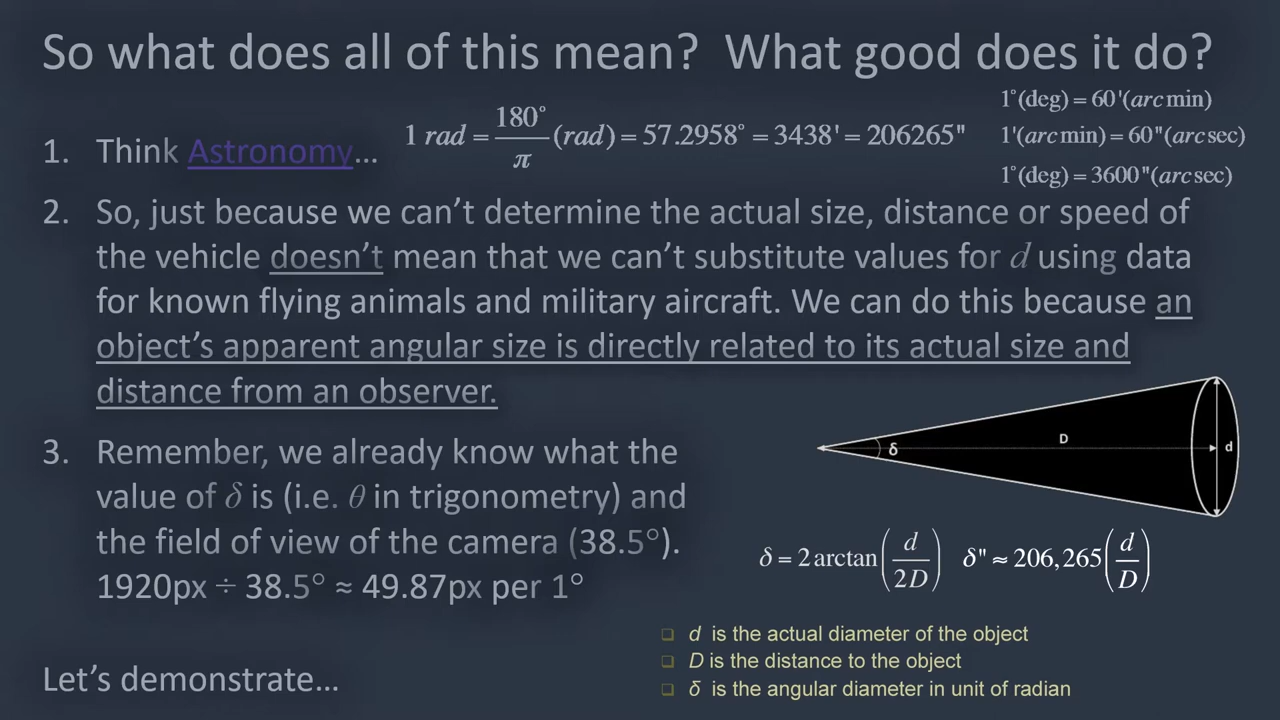 So what does all of this mean? What good does it do?
1°(deg) = 60'(arc min)
1'(arc min) = 60"(arc sec)
1°(deg) = 3600"(arc sec)
1. Think Astronomy…
1 rad = 180°/π (rad) = 57.2958° = 3438' = 206265"
2. So, just because we can’t determine the actual size, distance or speed of
the vehicle doesn’t mean that we can’t substitute values for d using data
for known flying animals and military aircraft. We can do this because an
object’s apparent angular size is directly related to its actual size and
distance from an observer.
3. Remember, we already know what the
value of δ is (i.e. θ in trigonometry) and
the field of view of the camera (38.5°).
1920px ÷ 38.5° ≈ 49.87px per 1°
δ D d
δ = 2 arctan(d/2D) δ" ≈ 206,265(d/D)
❑ d is the actual diameter of the object
❑ D is the distance to the object
❑ δ is the angular diameter in unit of radian
Let’s demonstrate…